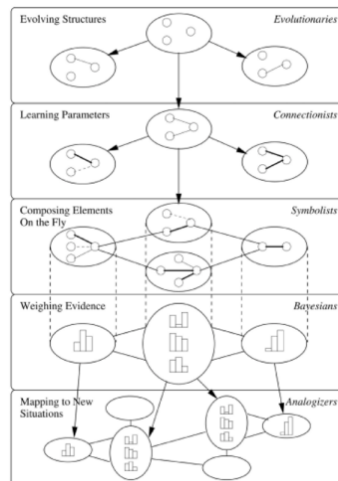 Evolving Structures
Evolutionaries
Learning Parameters
Connectionists
Composing Elements
On the Fly
Symbolists
Weighing Evidence
Bayesians
Mapping to New
Situations
Analogizers